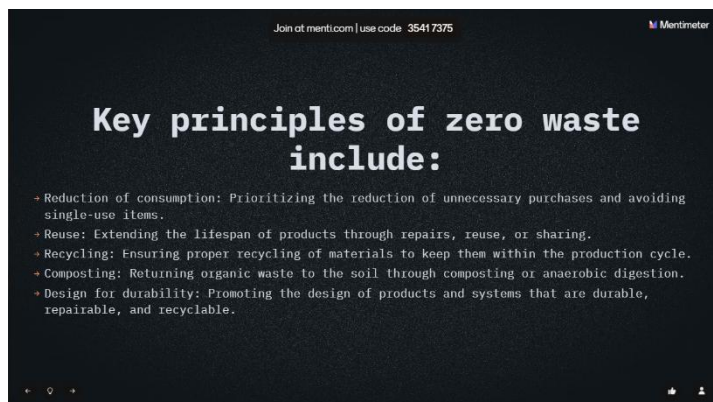 Join at menti.com | use code 3541 7375
Mentimeter
Key principles of zero waste
include:
→ Reduction of consumption: Prioritizing the reduction of unnecessary purchases and avoiding
single-use items.
→ Reuse: Extending the lifespan of products through repairs, reuse, or sharing.
→ Recycling: Ensuring proper recycling of materials to keep them within the production cycle.
→ Composting: Returning organic waste to the soil through composting or anaerobic digestion.
→ Design for durability: Promoting the design of products and systems that are durable,
repairable, and recyclable.